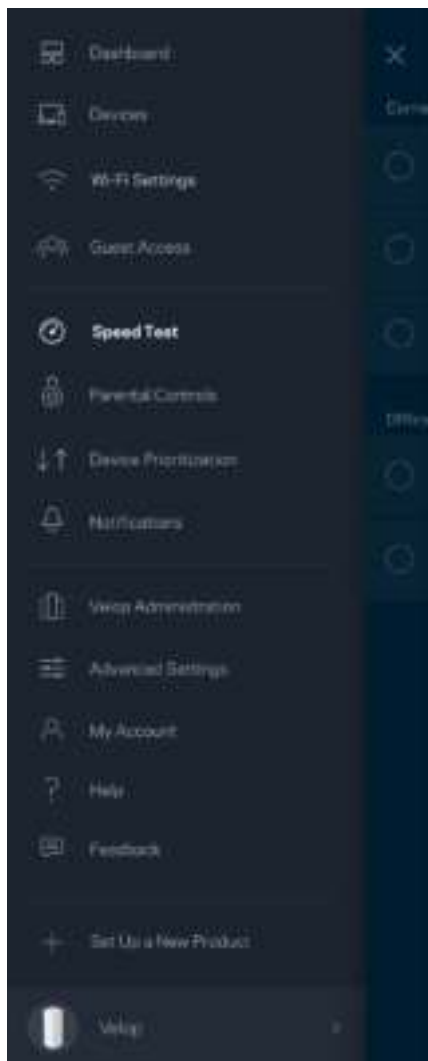 Dashboard
Devices
Wi-Fi Settings
Guest Access
Speed Test
Parental Controls
Device Prioritization
Notifications
Velop Administration
Advanced Settings
My Account
Help
Feedback
Set Up a New Product
Velop